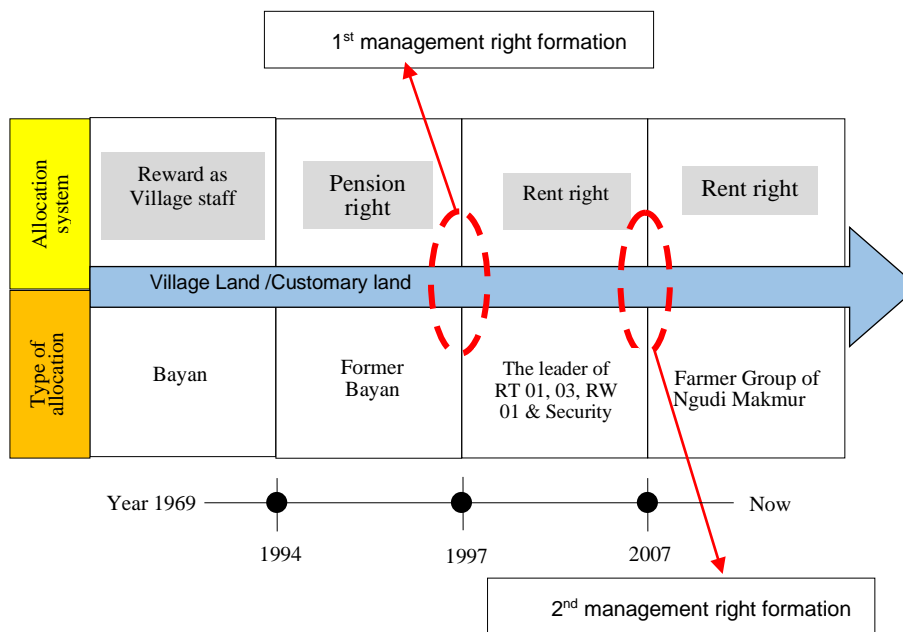 1st management right formation
Allocation
system
Reward as
Village staff
Pension
right
Rent right
Rent right
Village Land /Customary land
Type of
allocation
Bayan
Former
Bayan
The leader of
RT 01, 03, RW
01 & Security
Farmer Group of
Ngudi Makmur
Year 1969
Now
1994
1997
2007
2nd management right formation